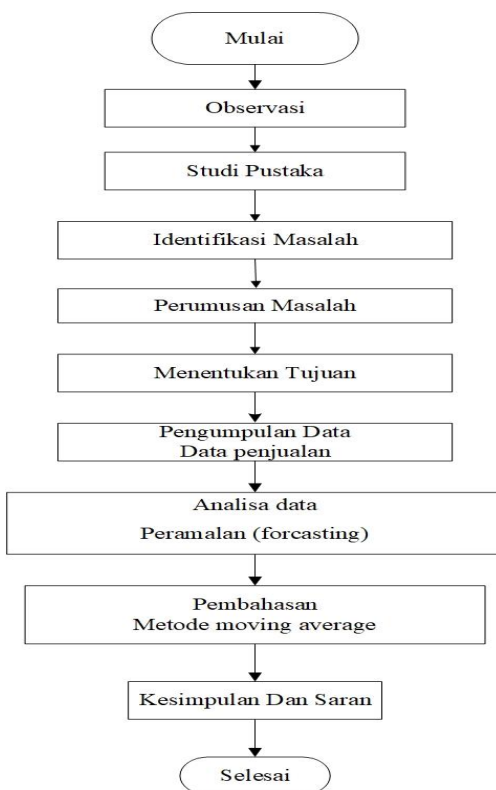 Mulai
Observasi
Studi Pustaka
Identifikasi Masalah
Perumusan Masalah
Menentukan Tujuan
Pengumpulan Data
Data penjualan
Analisa data
Peramalan (forcasting)
Pembahasan
Metode moving average
Kesimpulan Dan Saran
Selesai